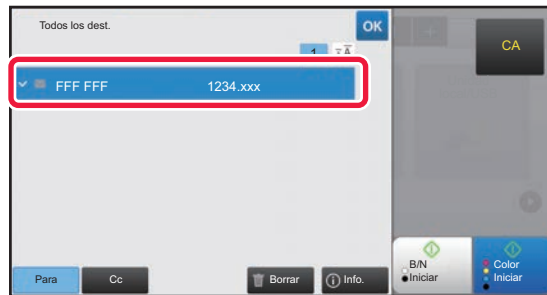 Todos los dest.
OK
CA
1
FFF FFF 1234.xxx
Para
Cc
Borrar
Info.
B/N
Iniciar
Color
Iniciar